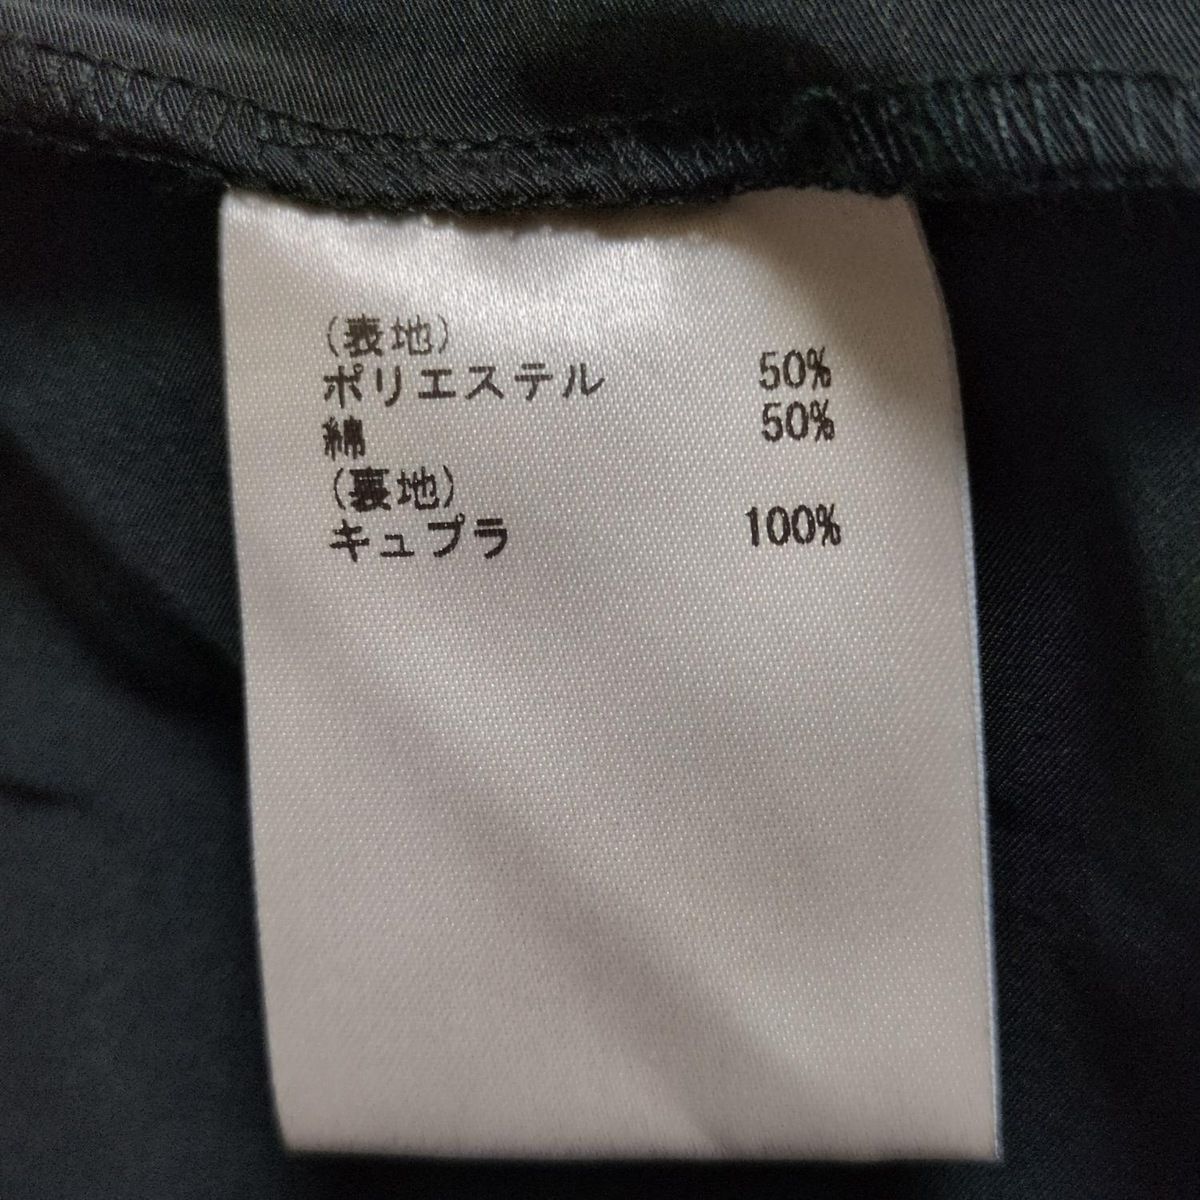 (表地)
ポリエステル 50%
綿 50%
(裏地)
キュプラ 100%